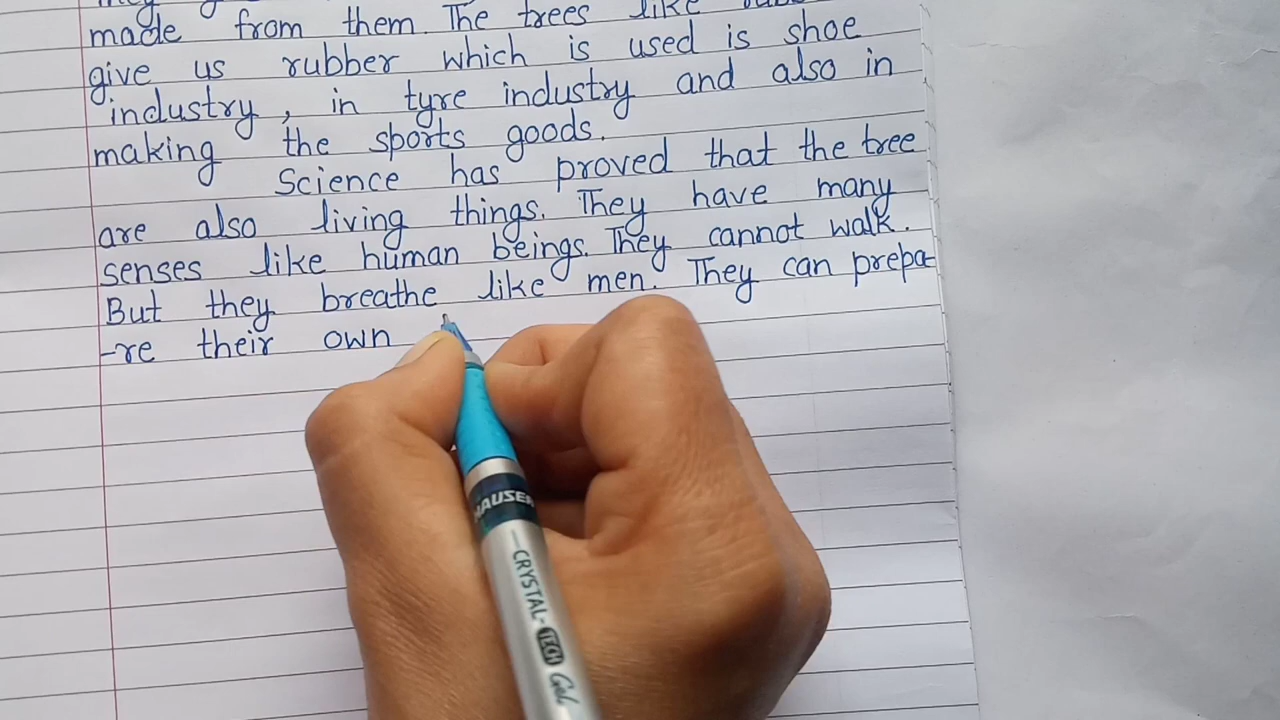 made from them. The trees like
give us rubber which is used is shoe
industry, in tyre industry and also in
making the sports goods.
Science has proved that the tree
are also living things. They have many
senses like human beings. They cannot walk.
But they breathe like men. They can prepa
-re their own
HAUSER
CRYSTAL-TECH Gel